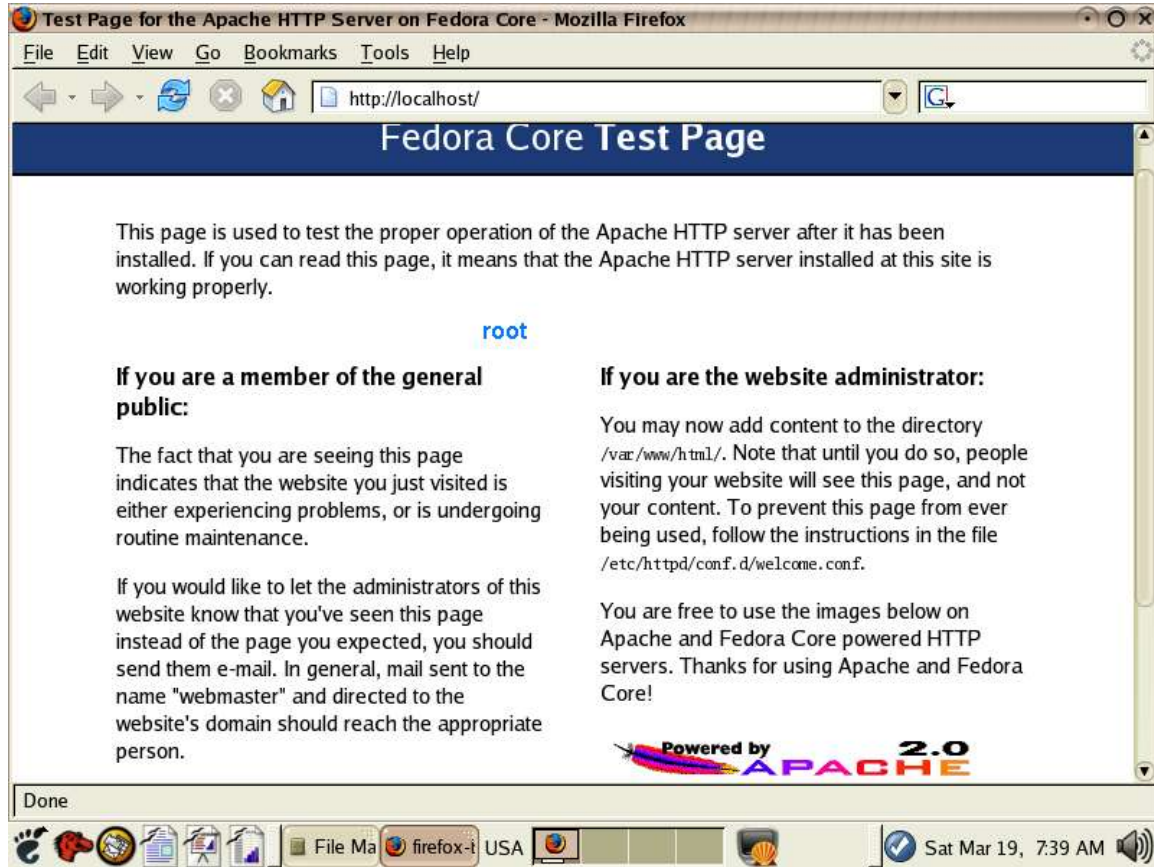 Test Page for the Apache HTTP Server on Fedora Core - Mozilla Firefox
File Edit View Go Bookmarks Tools Help
http://localhost/
G
Fedora Core Test Page
This page is used to test the proper operation of the Apache HTTP server after it has been
installed. If you can read this page, it means that the Apache HTTP server installed at this site is
working properly.
root
If you are a member of the general
public:
The fact that you are seeing this page
indicates that the website you just visited is
either experiencing problems, or is undergoing
routine maintenance.
If you would like to let the administrators of this
website know that you've seen this page
instead of the page you expected, you should
send them e-mail. In general, mail sent to the
name "webmaster" and directed to the
website's domain should reach the appropriate
person.
If you are the website administrator:
You may now add content to the directory
/var/www/html/. Note that until you do so, people
visiting your website will see this page, and not
your content. To prevent this page from ever
being used, follow the instructions in the file
/etc/httpd/conf.d/welcome.conf.
You are free to use the images below on
Apache and Fedora Core powered HTTP
servers. Thanks for using Apache and Fedora
Core!
Powered by 2.0
APACHE
Done
File Ma firefox-b USA Sat Mar 19, 7:39 AM